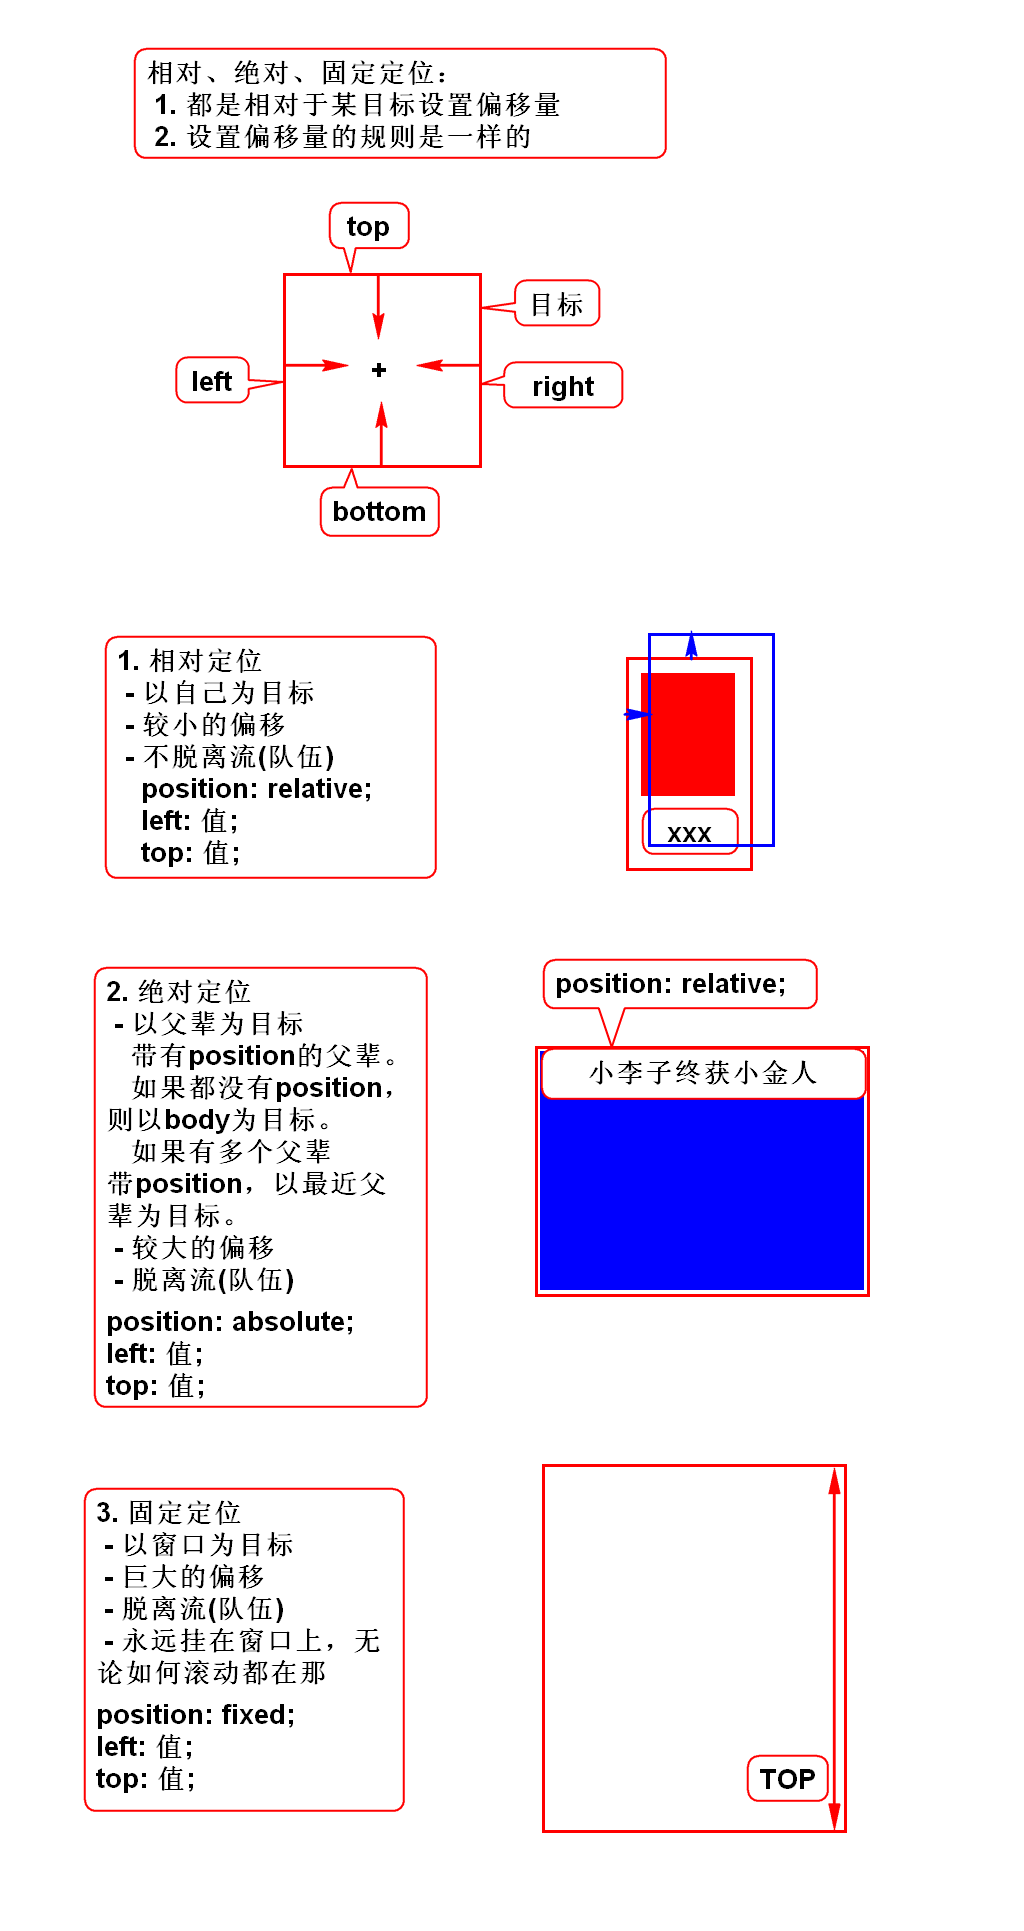 相对、绝对、固定定位：
1. 都是相对于某目标设置偏移量
2. 设置偏移量的规则是一样的
top
目标
left
+
right
bottom
1. 相对定位
- 以自己为目标
- 较小的偏移
- 不脱离流(队伍)
position: relative;
left: 值;
top: 值;
xxx
2. 绝对定位
- 以父辈为目标
带有position的父辈。
如果都没有position，
则以body为目标。
如果有多个父辈
带position，以最近父
辈为目标。
- 较大的偏移
- 脱离流(队伍)
position: absolute;
left: 值;
top: 值;
position: relative;
小李子终获小金人
3. 固定定位
- 以窗口为目标
- 巨大的偏移
- 脱离流(队伍)
- 永远挂在窗口上，无
论如何滚动都在那
position: fixed;
left: 值;
top: 值;
TOP